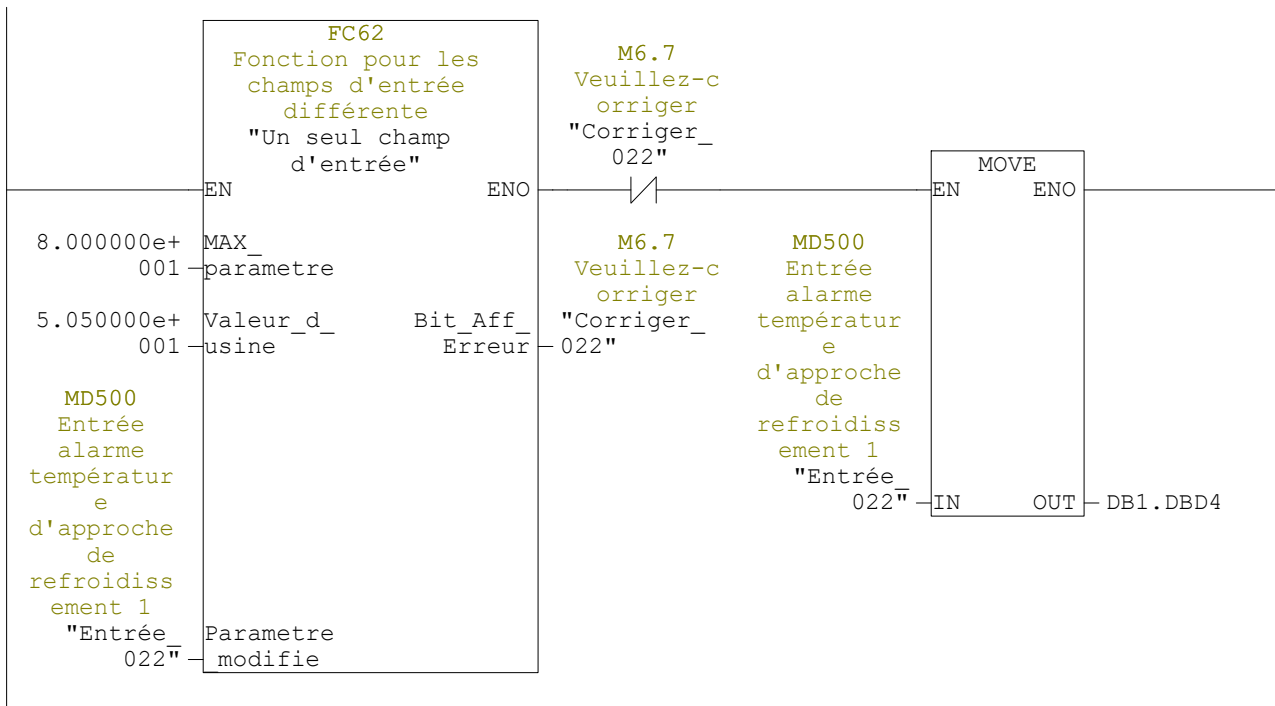 FC62
Fonction pour les
champs d'entrée
différente
"Un seul champ
d'entrée"
EN
ENO
8.000000e+
001
MAX_
parametre
5.050000e+
001
Valeur_d_
usine
Bit_Aff_
Erreur
MD500
Entrée
alarme
températur
e
d'approche
de
refroidiss
ement 1
"Entrée_
022"
Parametre
_modifie
M6.7
Veuillez-c
orriger
"Corriger_
022"
M6.7
Veuillez-c
orriger
"Corriger_
022"
MOVE
EN
ENO
MD500
Entrée
alarme
températur
e
d'approche
de
refroidiss
ement 1
"Entrée_
022"
IN
OUT
DB1.DBD4